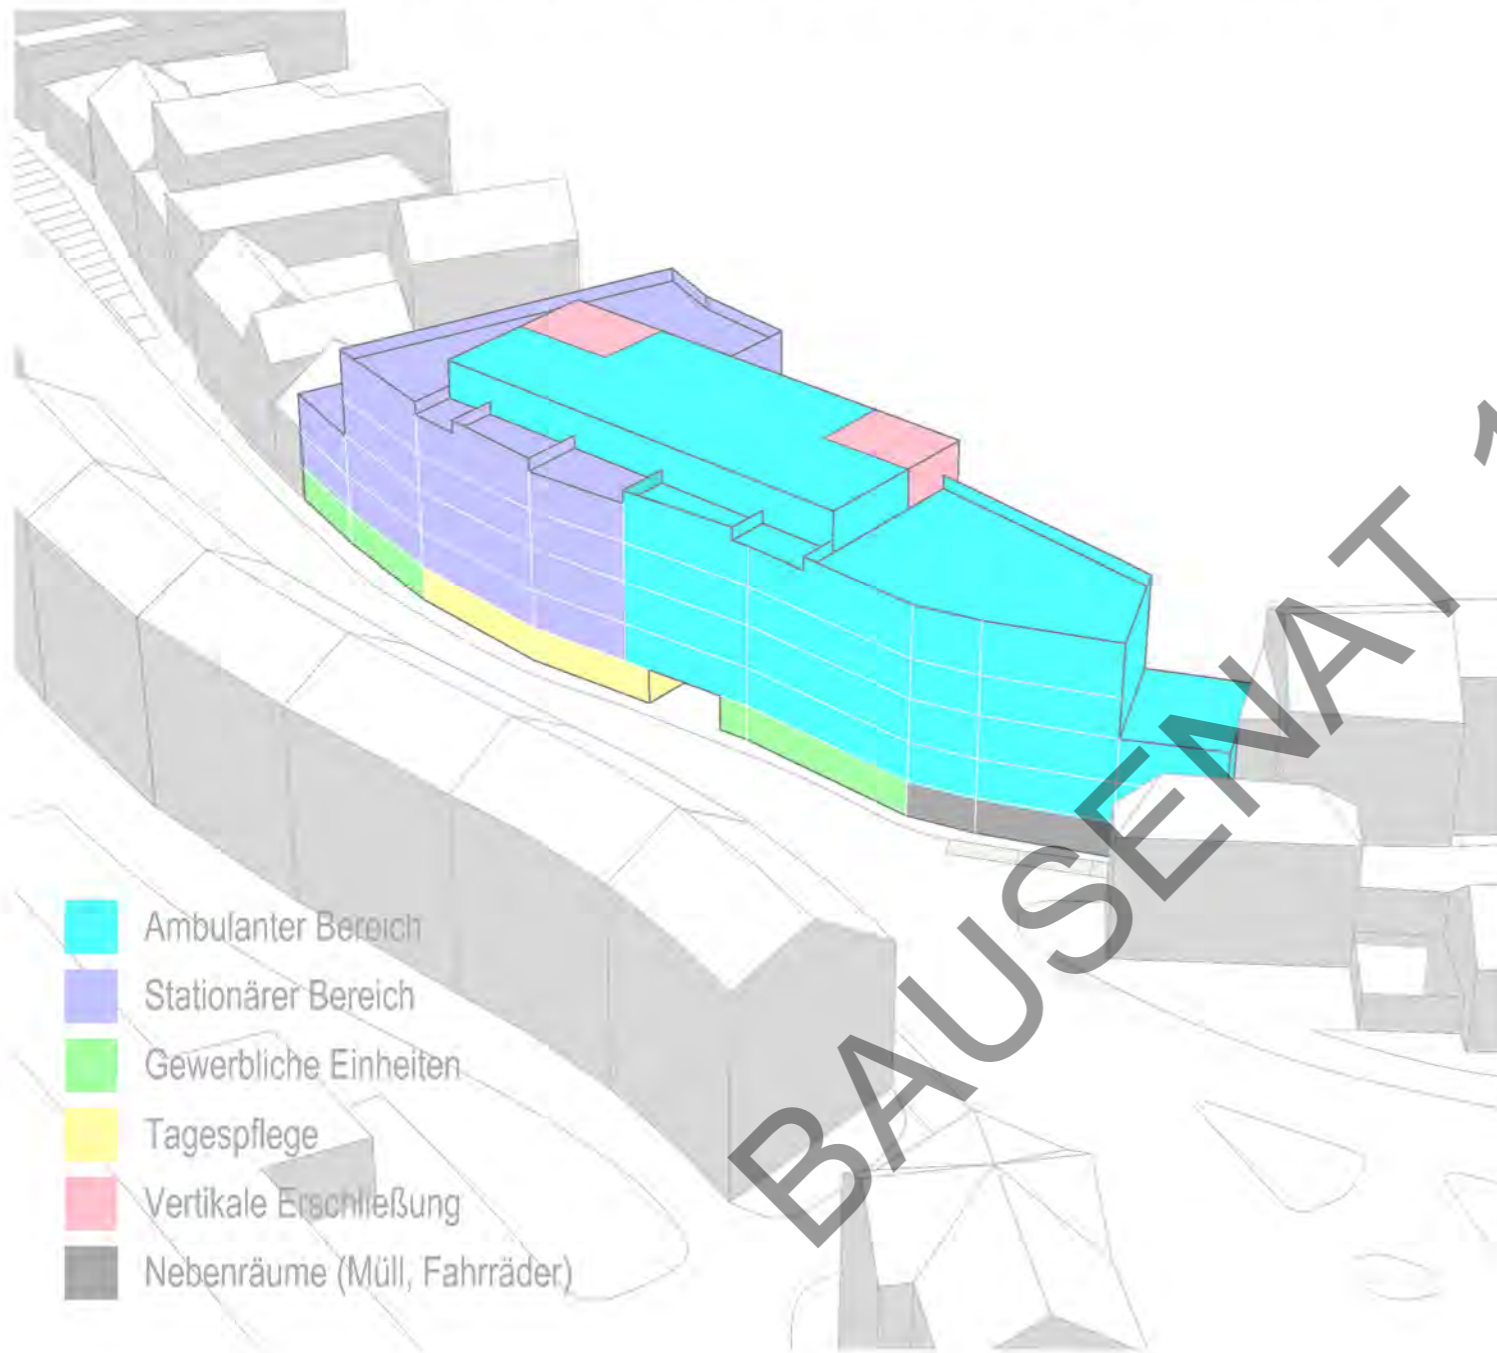 Ambulanter Bereich
Stationärer Bereich
Gewerbliche Einheiten
Tagespflege
Vertikale Erschließung
Nebenräume (Müll, Fahrräder)
BAUSENAT